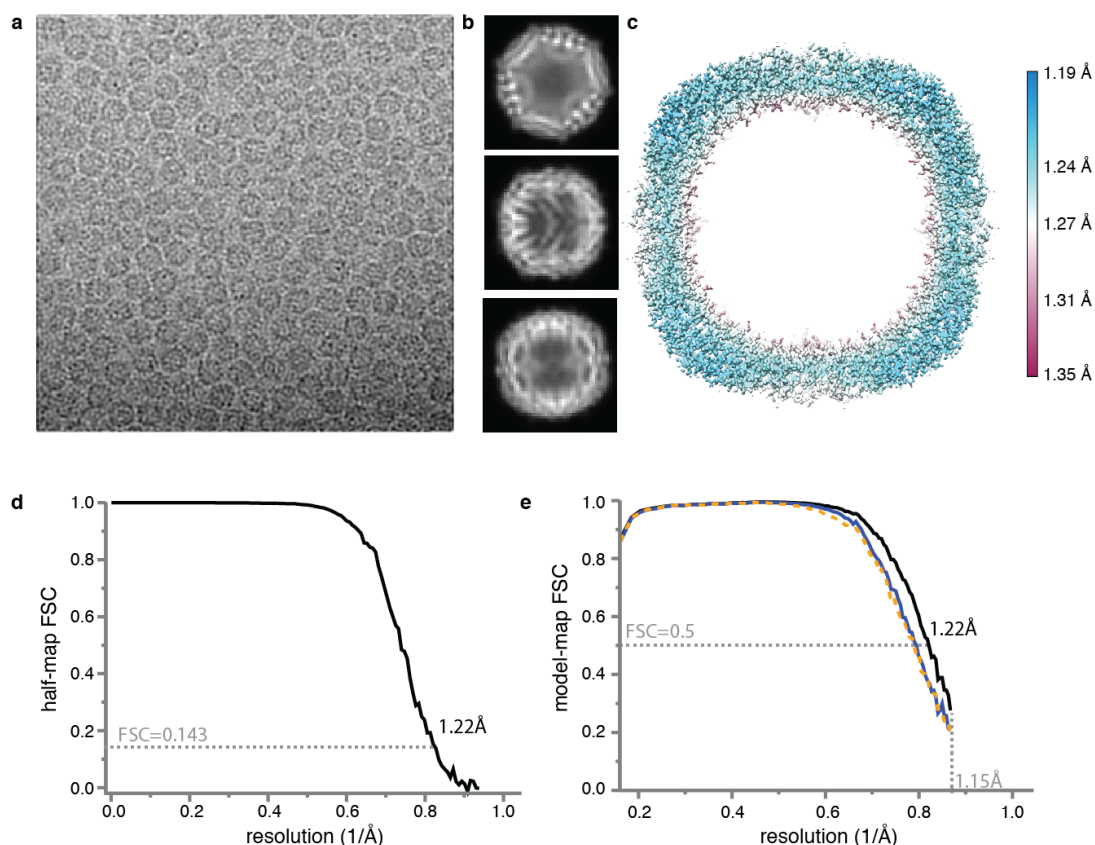 a
b
c
1.19 Å
1.24 Å
1.27 Å
1.31 Å
1.35 Å
d
1.0
0.8
0.6
0.4
0.2
0.0
half-map FSC
FSC=0.143
1.22Å
0.0 0.2 0.4 0.6 0.8 1.0
resolution (1/Å)
e
1.0
0.8
0.6
0.4
0.2
0.0
model-map FSC
FSC=0.5
1.22Å
1.15Å
0.2 0.4 0.6 0.8 1.0
resolution (1/Å)